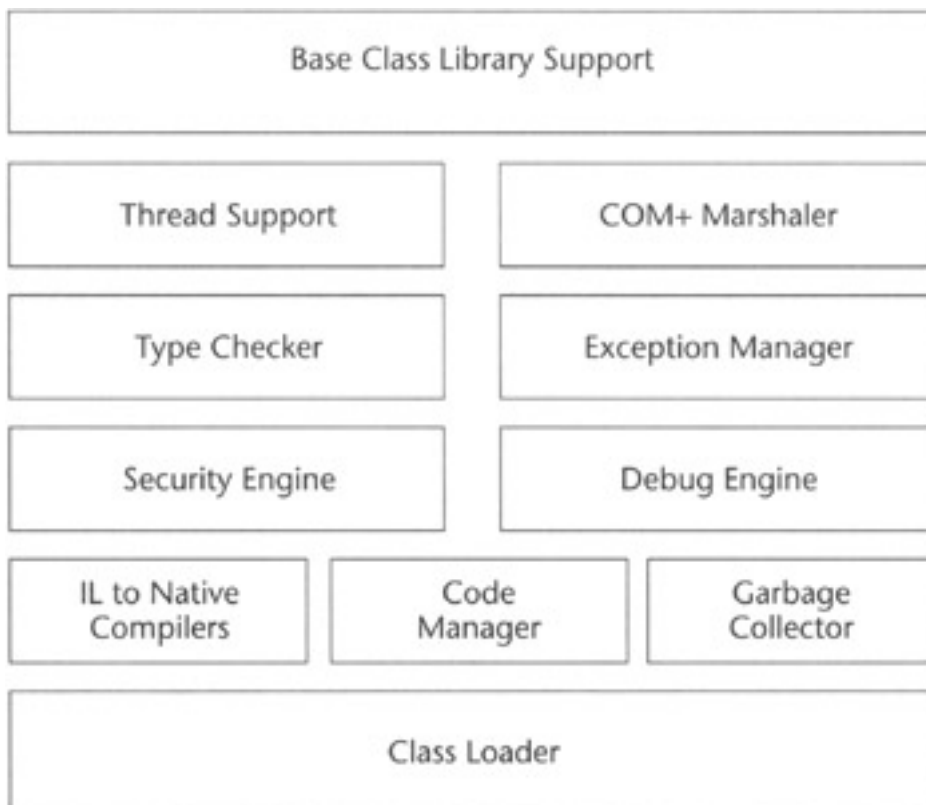 Base Class Library Support
Thread Support
COM+ Marshaler
Type Checker
Exception Manager
Security Engine
Debug Engine
IL to Native
Compilers
Code
Manager
Garbage
Collector
Class Loader